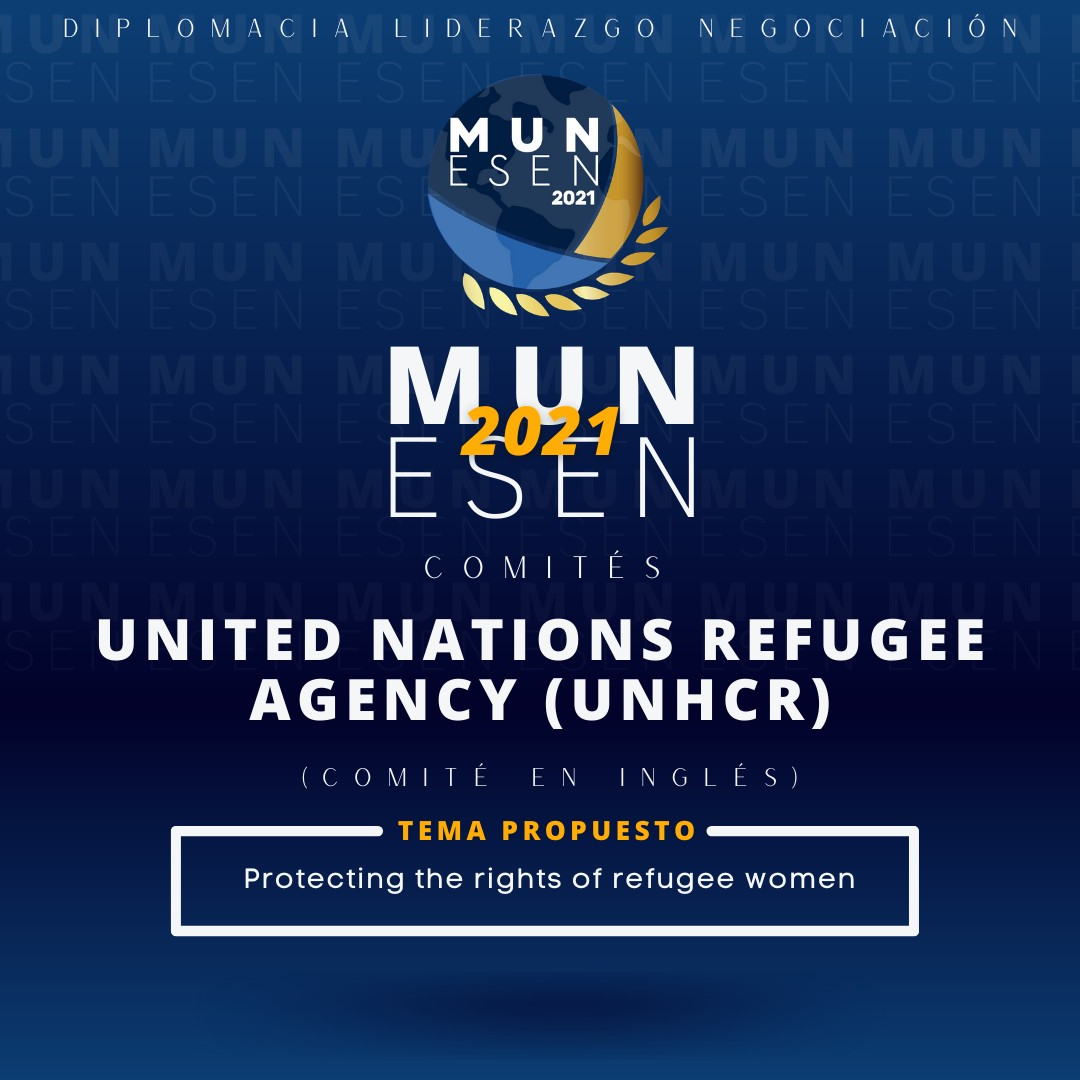 DIPLOMACIA LIDERAZGO NEGOCIACIÓN
MUN
ESEN
2021
MUN
2021
ESEN
COMITÉS
UNITED NATIONS REFUGEE
AGENCY (UNHCR)
(COMITÉ EN INGLÉS)
TEMA PROPUESTO
Protecting the rights of refugee women